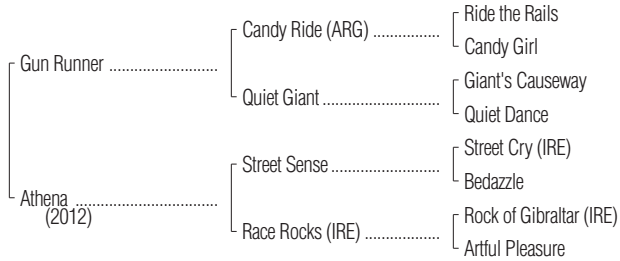 Ride the Rails
Candy Ride (ARG) ..................
Candy Girl
Gun Runner .............................
Giant's Causeway
Quiet Giant ...............................
Quiet Dance
Street Cry (IRE)
Street Sense .............................
Bedazzle
Athena ...............................
(2012)
Rock of Gibraltar (IRE)
Race Rocks (IRE) ....................
Artful Pleasure